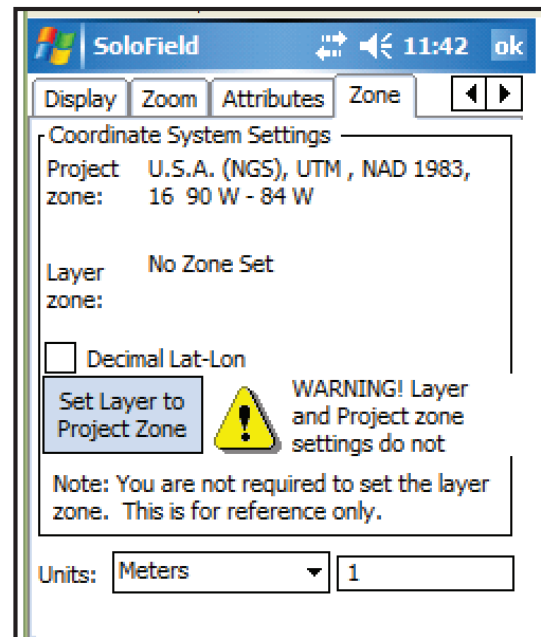 SoloField 11:42 ok
Display Zoom Attributes Zone
Coordinate System Settings
Project zone: U.S.A. (NGS), UTM , NAD 1983,
16 90 W - 84 W
Layer zone: No Zone Set
Decimal Lat-Lon
Set Layer to
Project Zone
WARNING! Layer
and Project zone
settings do not
Note: You are not required to set the layer
zone. This is for reference only.
Units: Meters 1